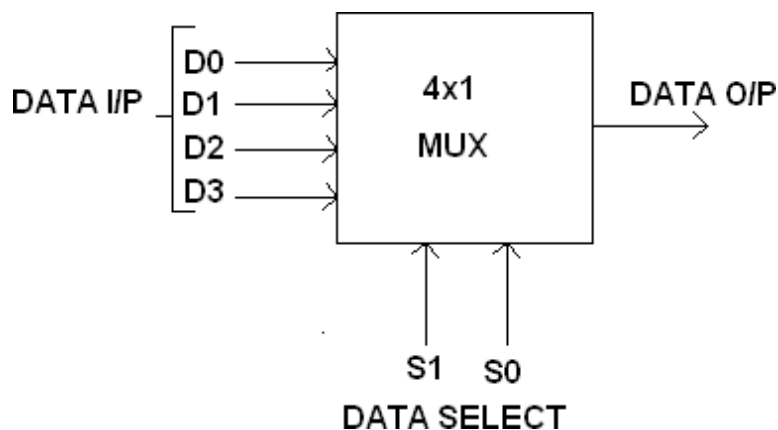 DATA I/P
D0
D1
D2
D3
4x1
MUX
DATA O/P
S1 S0
DATA SELECT